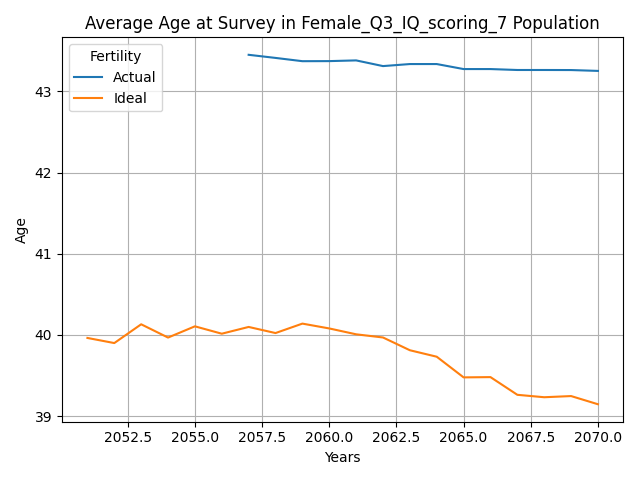 Average Age at Survey in Female_Q3_IQ_scoring_7 Population
Fertility
Actual
Ideal
Age
43
42
41
40
39
2052.5 2055.0 2057.5 2060.0 2062.5 2065.0 2067.5 2070.0
Years